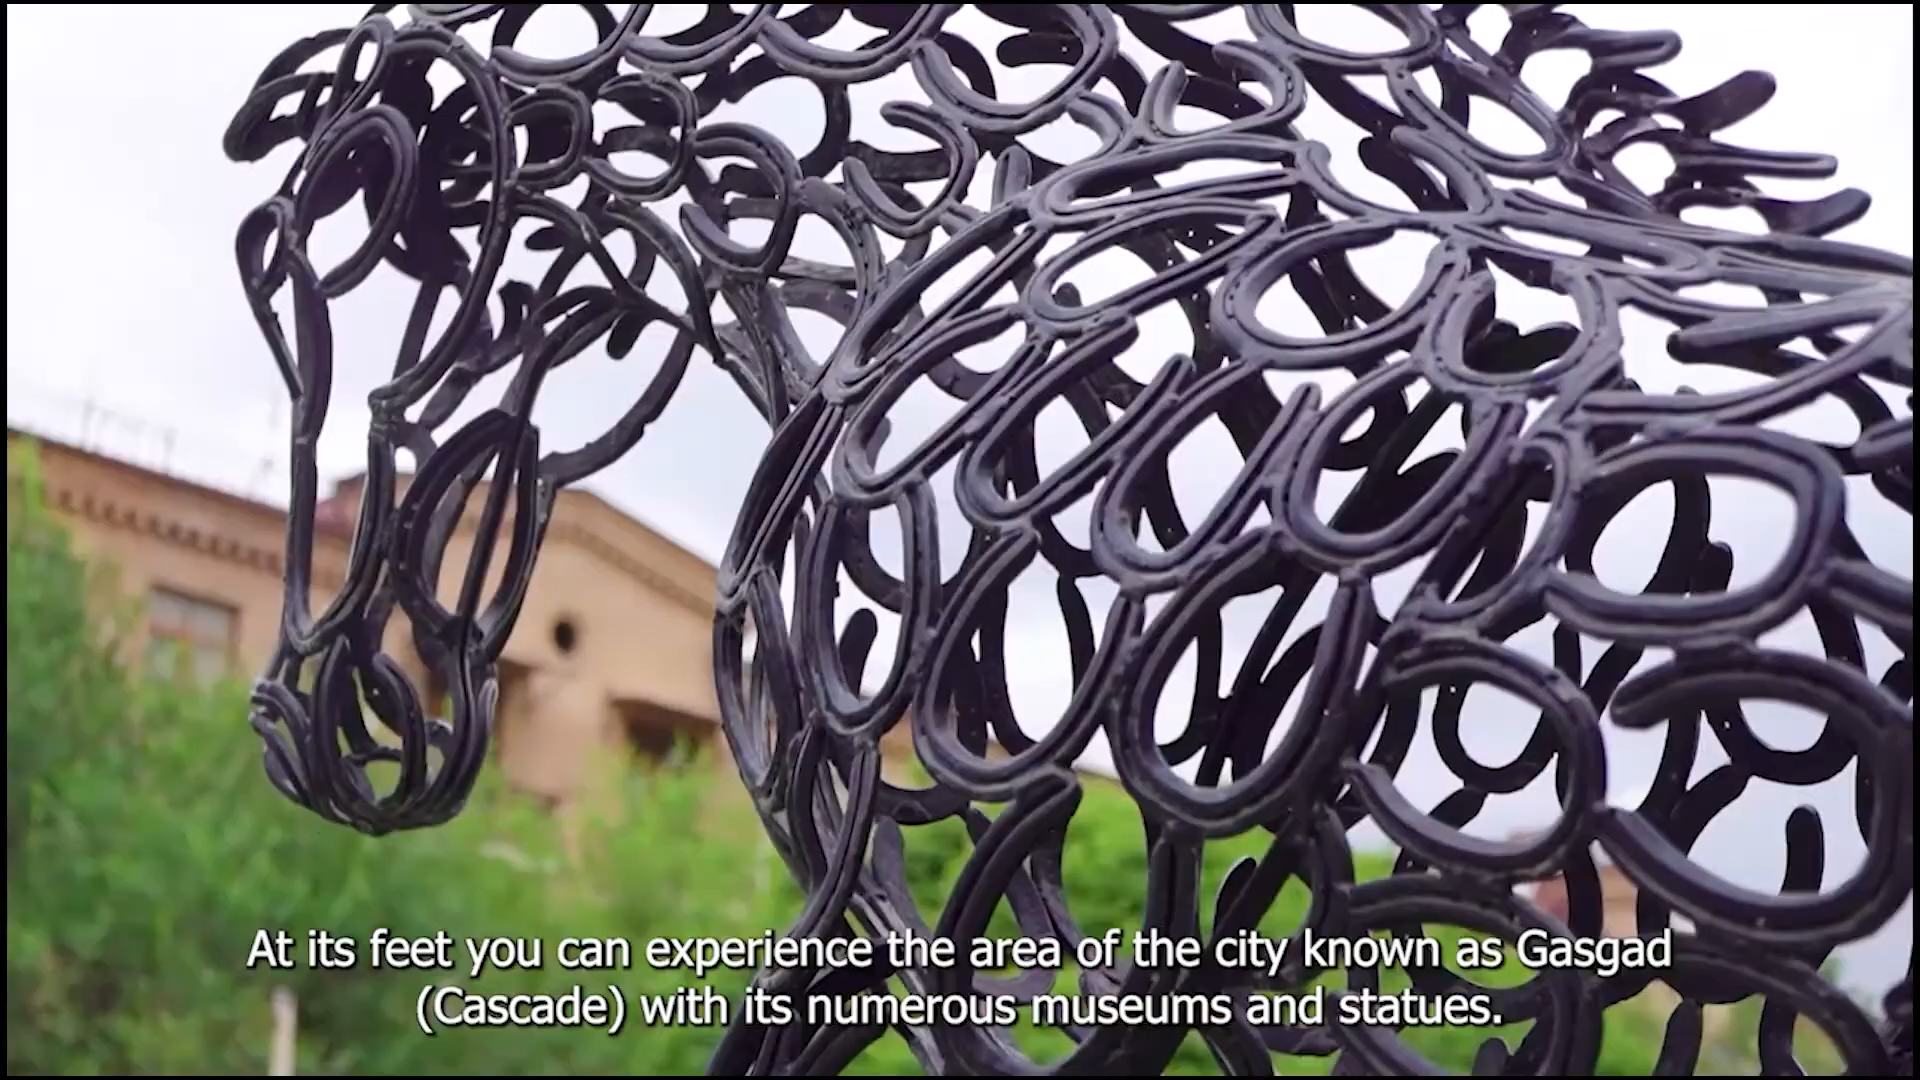 At its feet you can experience the area of the city known as Gasgad
(Cascade) with its numerous museums and statues.